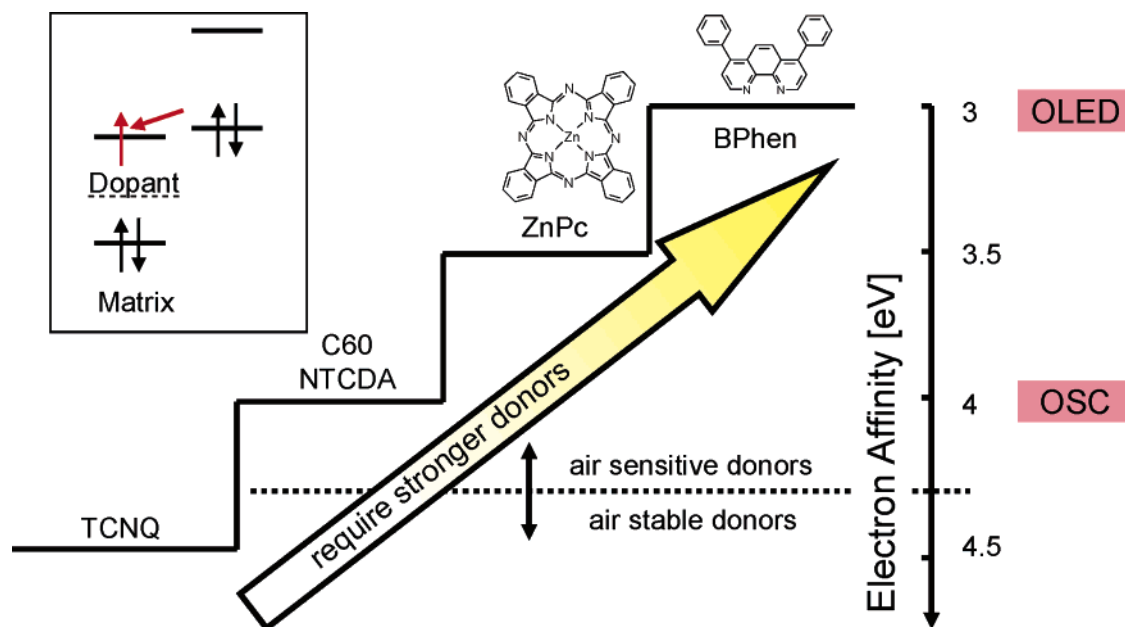 Dopant
Matrix
N
N
N
N
N
N
N
N
Zn
ZnPc
N
N
BPhen
C60
NTCDA
TCNQ
require stronger donors
air sensitive donors
air stable donors
Electron Affinity [eV]
3
3.5
4
4.5
OLED
OSC